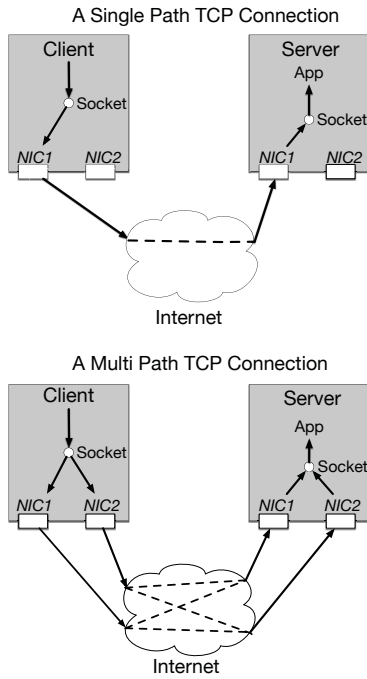 A Single Path TCP Connection
Client
Server
App
Socket
Socket
NIC1
NIC2
NIC1
NIC2
Internet
A Multi Path TCP Connection
Client
Server
App
Socket
Socket
NIC1
NIC2
NIC1
NIC2
Internet